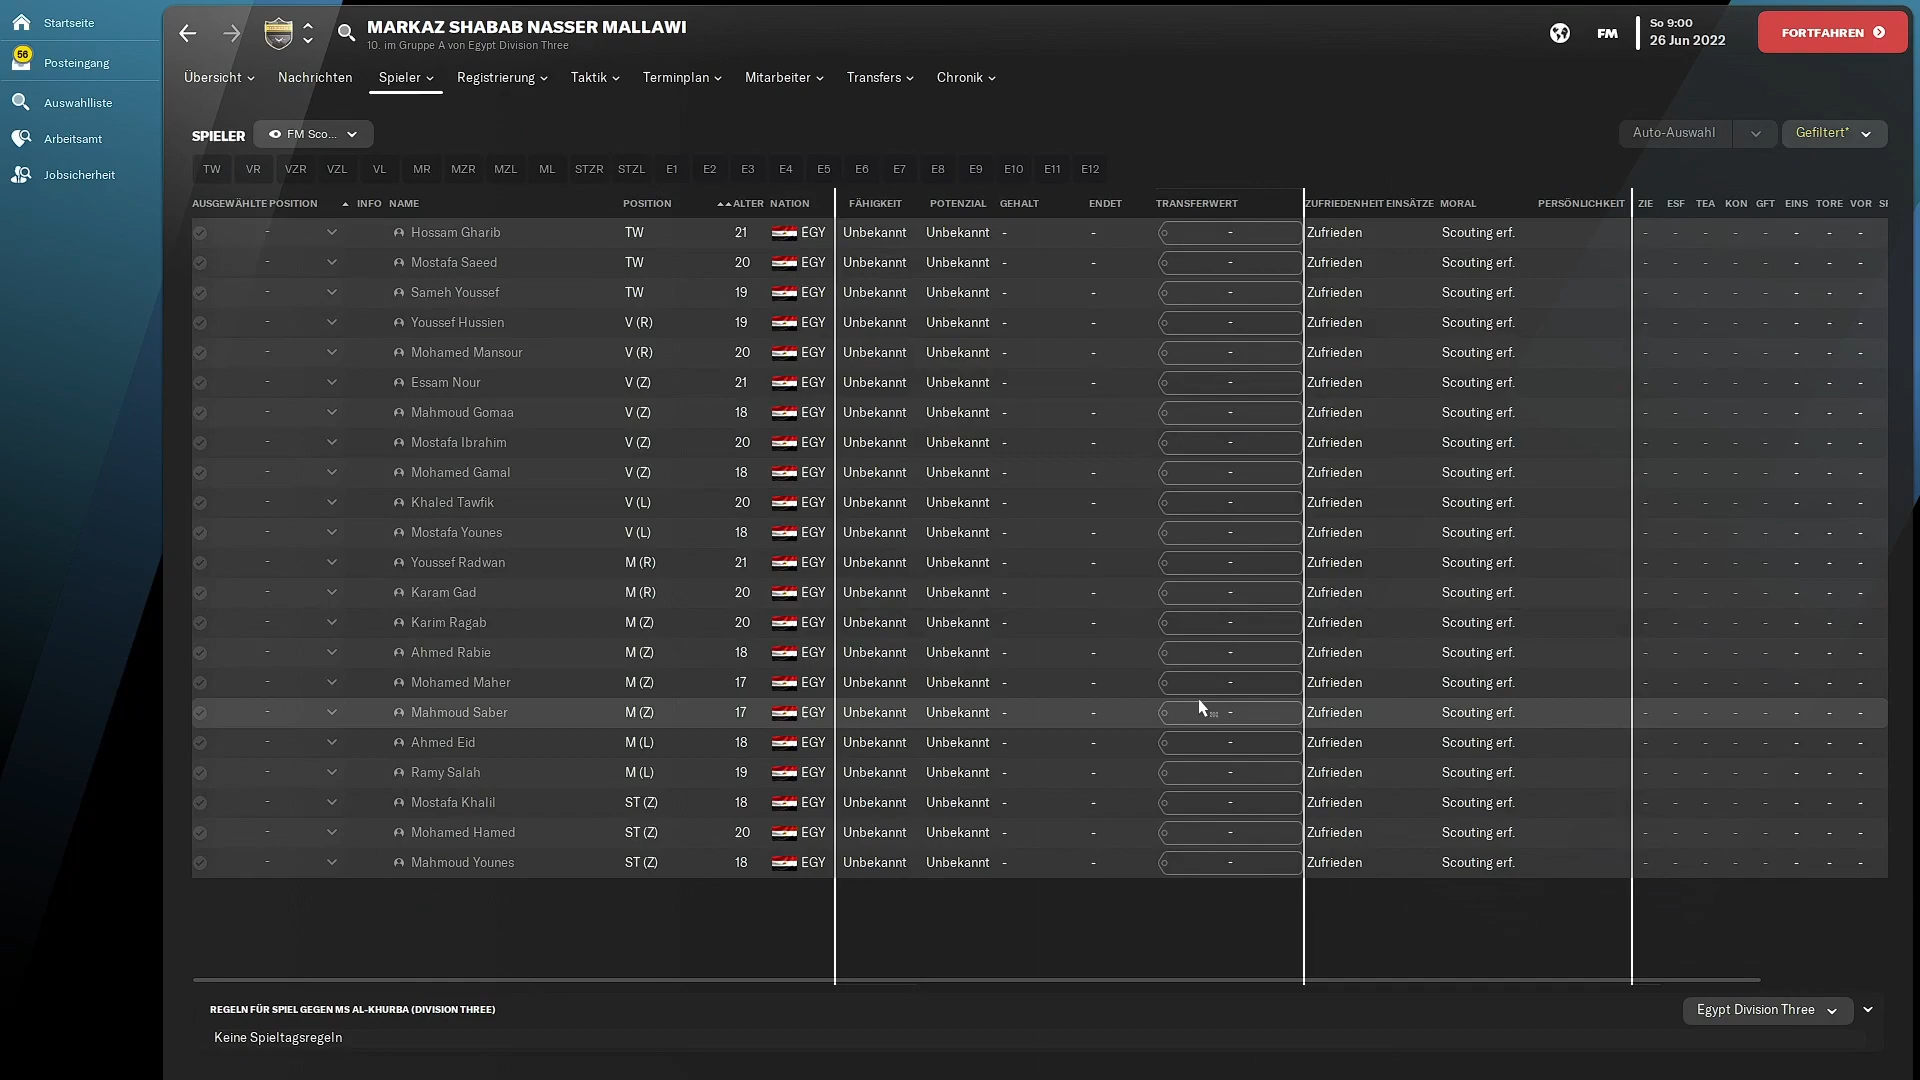 Startseite
56
Posteingang
Auswahlliste
Arbeitsamt
Jobsicherheit
MARKAZ SHABAB NASSER MALLAWI
10. im Gruppe A von Egypt Division Three
FM
So 9:00
26 Jun 2022
FORTFAHREN
Übersicht Nachrichten Spieler Registrierung Taktik Terminplan Mitarbeiter Transfers Chronik
SPIELER FM Sco... Auto-Auswahl Gefiltert*
TW VR VZR VZL VL MR MZR MZL ML STZR STZL E1 E2 E3 E4 E5 E6 E7 E8 E9 E10 E11 E12
AUSGEWÄHLTE POSITION INFO NAME POSITION ALTER NATION FÄHIGKEIT POTENZIAL GEHALT ENDET TRANSFERWERT ZUFRIEDENHEIT EINSÄTZE MORAL PERSÖNLICHKEIT ZIE ESF TEA KON GFT EINS TORE VOR
- Hossam Gharib TW 21 EGY Unbekannt Unbekannt - - - Zufrieden Scouting erf. - - - - - - - -
- Mostafa Saeed TW 20 EGY Unbekannt Unbekannt - - - Zufrieden Scouting erf. - - - - - - - -
- Sameh Youssef TW 19 EGY Unbekannt Unbekannt - - - Zufrieden Scouting erf. - - - - - - - -
- Youssef Hussien V (R) 19 EGY Unbekannt Unbekannt - - - Zufrieden Scouting erf. - - - - - - - -
- Mohamed Mansour V (R) 20 EGY Unbekannt Unbekannt - - - Zufrieden Scouting erf. - - - - - - - -
- Essam Nour V (Z) 21 EGY Unbekannt Unbekannt - - - Zufrieden Scouting erf. - - - - - - - -
- Mahmoud Gomaa V (Z) 18 EGY Unbekannt Unbekannt - - - Zufrieden Scouting erf. - - - - - - - -
- Mostafa Ibrahim V (Z) 20 EGY Unbekannt Unbekannt - - - Zufrieden Scouting erf. - - - - - - - -
- Mohamed Gamal V (Z) 18 EGY Unbekannt Unbekannt - - - Zufrieden Scouting erf. - - - - - - - -
- Khaled Tawfik V (L) 20 EGY Unbekannt Unbekannt - - - Zufrieden Scouting erf. - - - - - - - -
- Mostafa Younes V (L) 18 EGY Unbekannt Unbekannt - - - Zufrieden Scouting erf. - - - - - - - -
- Youssef Radwan M (R) 21 EGY Unbekannt Unbekannt - - - Zufrieden Scouting erf. - - - - - - - -
- Karam Gad M (R) 20 EGY Unbekannt Unbekannt - - - Zufrieden Scouting erf. - - - - - - - -
- Karim Ragab M (Z) 20 EGY Unbekannt Unbekannt - - - Zufrieden Scouting erf. - - - - - - - -
- Ahmed Rabie M (Z) 18 EGY Unbekannt Unbekannt - - - Zufrieden Scouting erf. - - - - - - - -
- Mohamed Maher M (Z) 17 EGY Unbekannt Unbekannt - - - Zufrieden Scouting erf. - - - - - - - -
- Mahmoud Saber M (Z) 17 EGY Unbekannt Unbekannt - - - Zufrieden Scouting erf. - - - - - - - -
- Ahmed Eid M (L) 18 EGY Unbekannt Unbekannt - - - Zufrieden Scouting erf. - - - - - - - -
- Ramy Salah M (L) 19 EGY Unbekannt Unbekannt - - - Zufrieden Scouting erf. - - - - - - - -
- Mostafa Khalil ST (Z) 18 EGY Unbekannt Unbekannt - - - Zufrieden Scouting erf. - - - - - - - -
- Mohamed Hamed ST (Z) 20 EGY Unbekannt Unbekannt - - - Zufrieden Scouting erf. - - - - - - - -
- Mahmoud Younes ST (Z) 18 EGY Unbekannt Unbekannt - - - Zufrieden Scouting erf. - - - - - - - -
REGELN FÜR SPIEL GEGEN MS AL-KHURBA (DIVISION THREE)
Egypt Division Three
Keine Spieltagsregeln